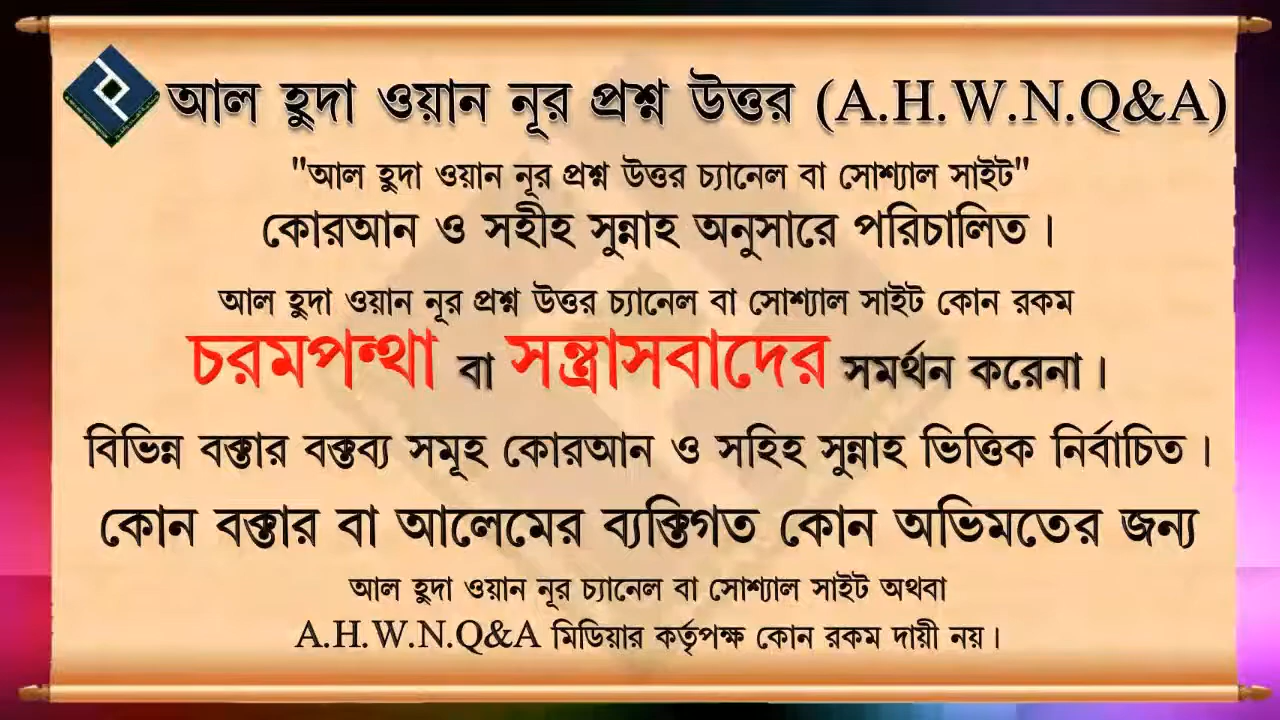 আল হুদা ওয়ান নূর প্রশ্ন উত্তর (A.H.W.N.Q&A)
"আল হুদা ওয়ান নূর প্রশ্ন উত্তর চ্যানেল বা সোশ্যাল সাইট"
কোরআন ও সহীহ সুন্নাহ অনুসারে পরিচালিত।
আল হুদা ওয়ান নূর প্রশ্ন উত্তর চ্যানেল বা সোশ্যাল সাইট কোন রকম
চরমপন্থা বা সন্ত্রাসবাদের সমর্থন করেনা।
বিভিন্ন বক্তার বক্তব্য সমূহ কোরআন ও সহিহ সুন্নাহ ভিত্তিক নির্বাচিত।
কোন বক্তার বা আলেমের ব্যক্তিগত কোন অভিমতের জন্য
আল হুদা ওয়ান নূর চ্যানেল বা সোশ্যাল সাইট অথবা
A.H.W.N.Q&A মিডিয়ার কর্তৃপক্ষ কোন রকম দায়ী নয়।